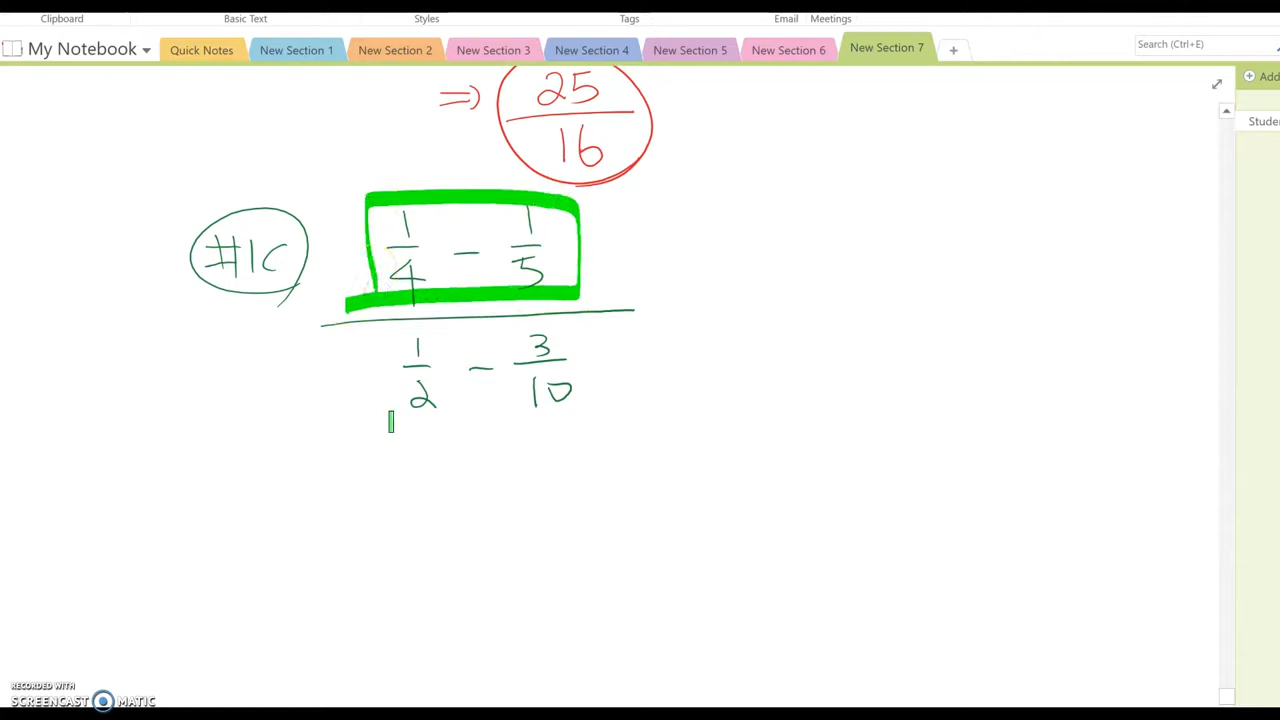 Clipboard Basic Text Styles Tags Email Meetings
My Notebook Quick Notes New Section 1 New Section 2 New Section 3 New Section 4 New Section 5 New Section 6 New Section 7 +
Search (Ctrl+E)
Add
Studen
⇒ 25/16
#1c
1/4 - 1/5
1/2 - 3/10
RECORDED WITH
SCREENCAST MATIC